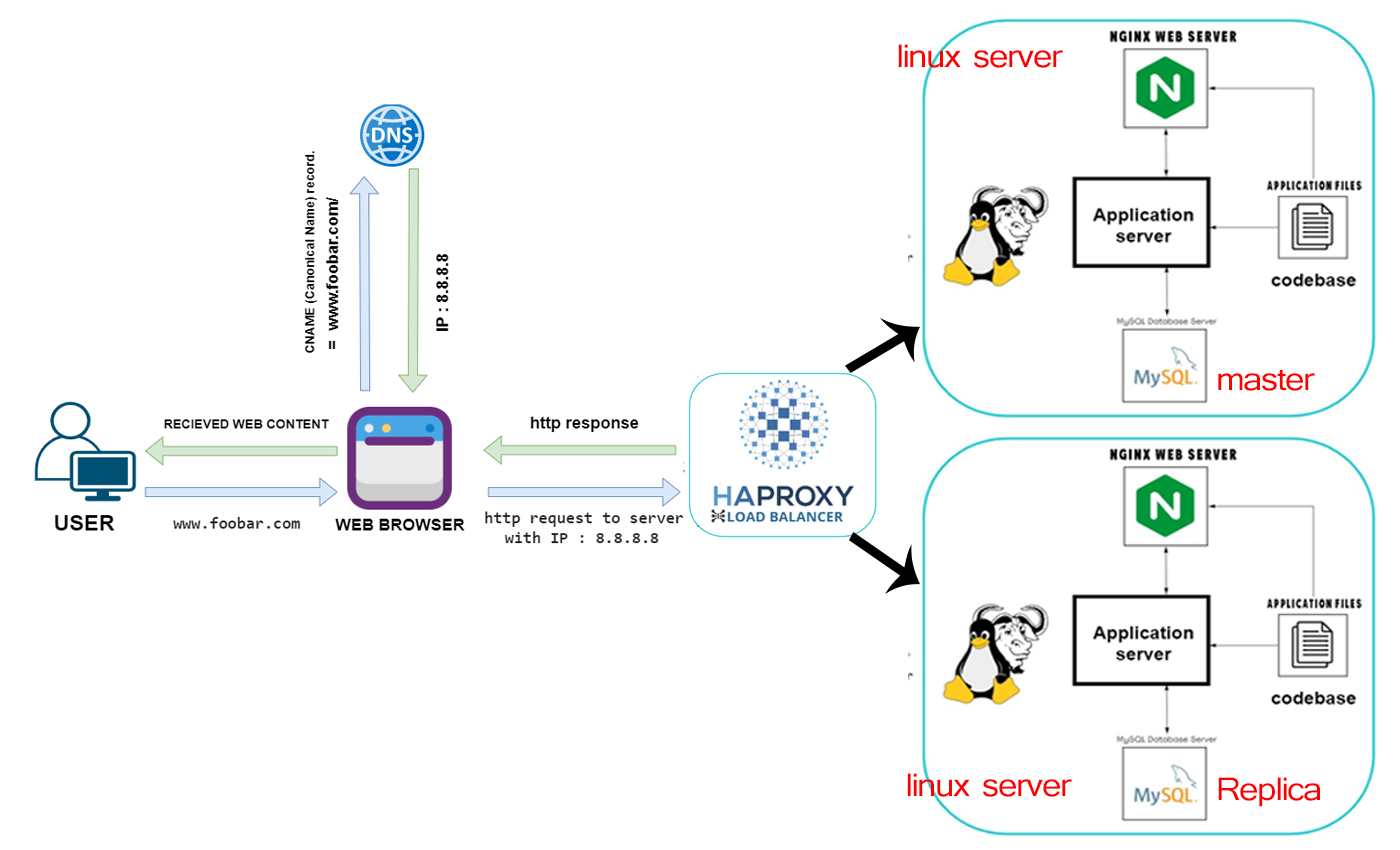 NGINX WEB SERVER
linux server
N
DNS
CNAME (Canonical Name) record.
= www.foobar.com/
IP : 8.8.8.8
APPLICATION FILES
Application
server
codebase
MySQL Database Server
MySQL
master
RECIEVED WEB CONTENT
http response
USER
www.foobar.com
WEB BROWSER
http request to server
with IP : 8.8.8.8
HAPROXY
LOAD BALANCER
NGINX WEB SERVER
N
APPLICATION FILES
Application
server
codebase
MySQL Database Server
linux server
MySQL
Replica